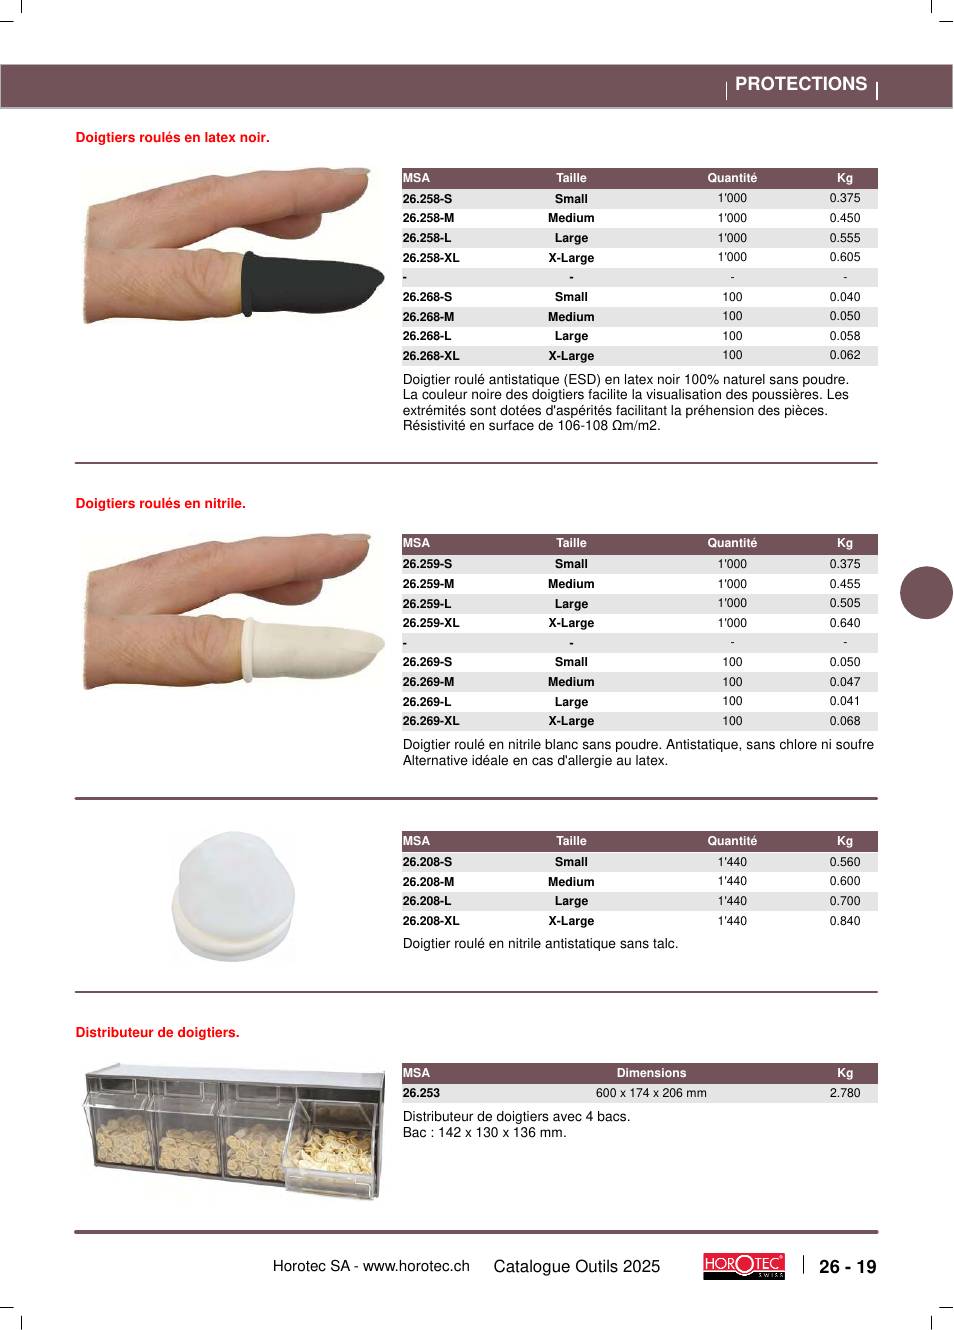 PROTECTIONS
Doigtiers roulés en latex noir.
MSA Taille Quantité Kg
26.258-S Small 1'000 0.375
26.258-M Medium 1'000 0.450
26.258-L Large 1'000 0.555
26.258-XL X-Large 1'000 0.605
- - - -
26.268-S Small 100 0.040
26.268-M Medium 100 0.050
26.268-L Large 100 0.058
26.268-XL X-Large 100 0.062
Doigtier roulé antistatique (ESD) en latex noir 100% naturel sans poudre.
La couleur noire des doigtiers facilite la visualisation des poussières. Les
extrémités sont dotées d'aspérités facilitant la préhension des pièces.
Résistivité en surface de 106-108 Ωm/m2.
Doigtiers roulés en nitrile.
MSA Taille Quantité Kg
26.259-S Small 1'000 0.375
26.259-M Medium 1'000 0.455
26.259-L Large 1'000 0.505
26.259-XL X-Large 1'000 0.640
- - - -
26.269-S Small 100 0.050
26.269-M Medium 100 0.047
26.269-L Large 100 0.041
26.269-XL X-Large 100 0.068
Doigtier roulé en nitrile blanc sans poudre. Antistatique, sans chlore ni soufre
Alternative idéale en cas d'allergie au latex.
MSA Taille Quantité Kg
26.208-S Small 1'440 0.560
26.208-M Medium 1'440 0.600
26.208-L Large 1'440 0.700
26.208-XL X-Large 1'440 0.840
Doigtier roulé en nitrile antistatique sans talc.
Distributeur de doigtiers.
MSA Dimensions Kg
26.253 600 x 174 x 206 mm 2.780
Distributeur de doigtiers avec 4 bacs.
Bac : 142 x 130 x 136 mm.
Horotec SA - www.horotec.ch Catalogue Outils 2025 HOROTEC SWISS 26 - 19